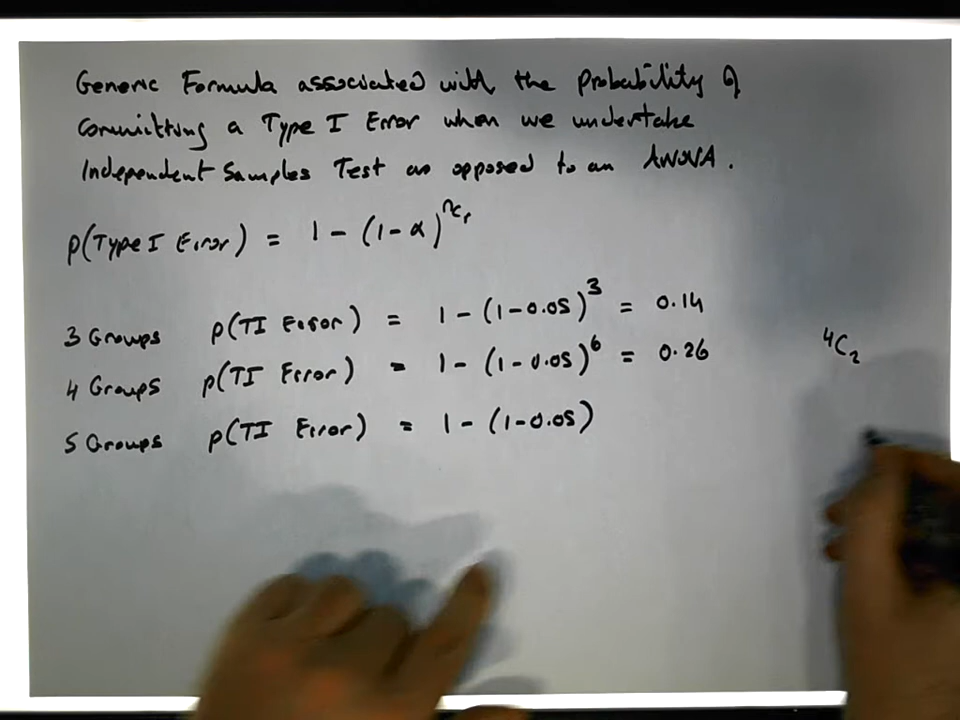 Generic Formula associated with the probability of
committing a Type I Error when we undertake
Independent Samples Test as opposed to an ANOVA.
p(Type I Error) = 1 - (1-α)^nCr
3 Groups p(TI Error) = 1 - (1-0.05)^3 = 0.14
4 Groups p(TI Error) = 1 - (1-0.05)^6 = 0.26
⁴C₂
5 Groups p(TI Error) = 1 - (1-0.05)